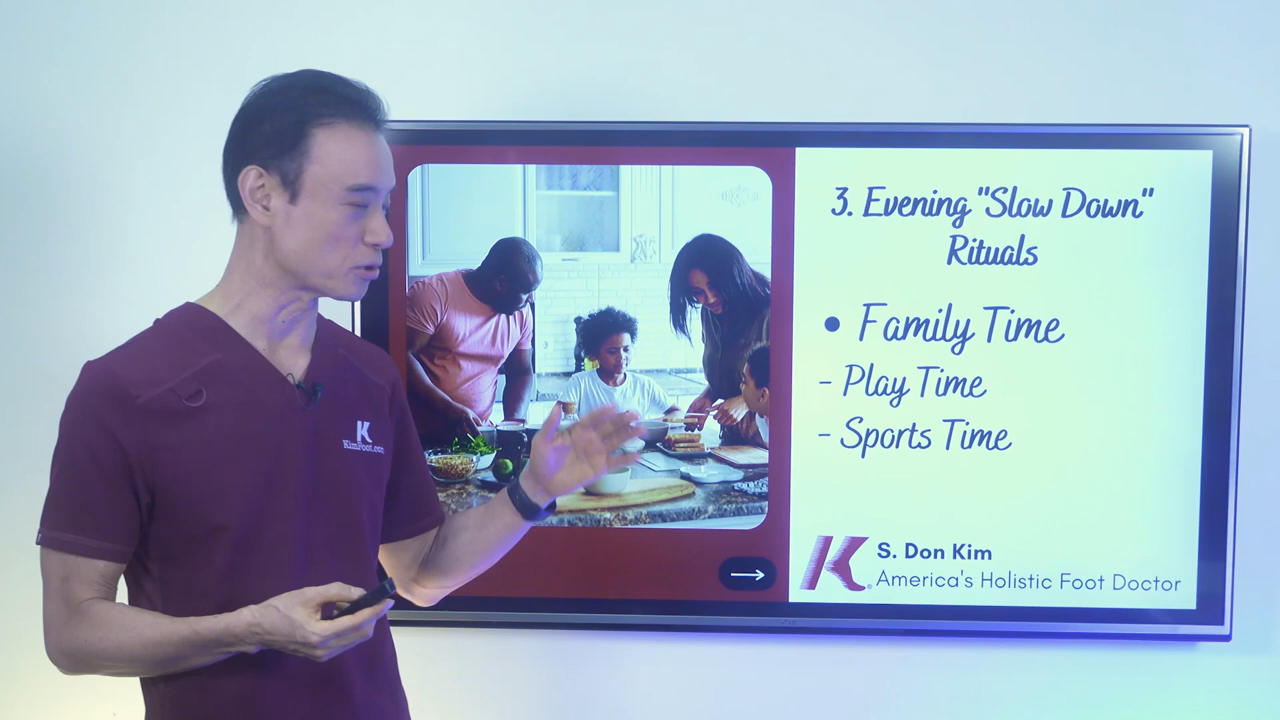 3. Evening "Slow Down"
Rituals
• Family Time
- Play Time
- Sports Time
K
KimFoot.com
K®
S. Don Kim
America's Holistic Foot Doctor